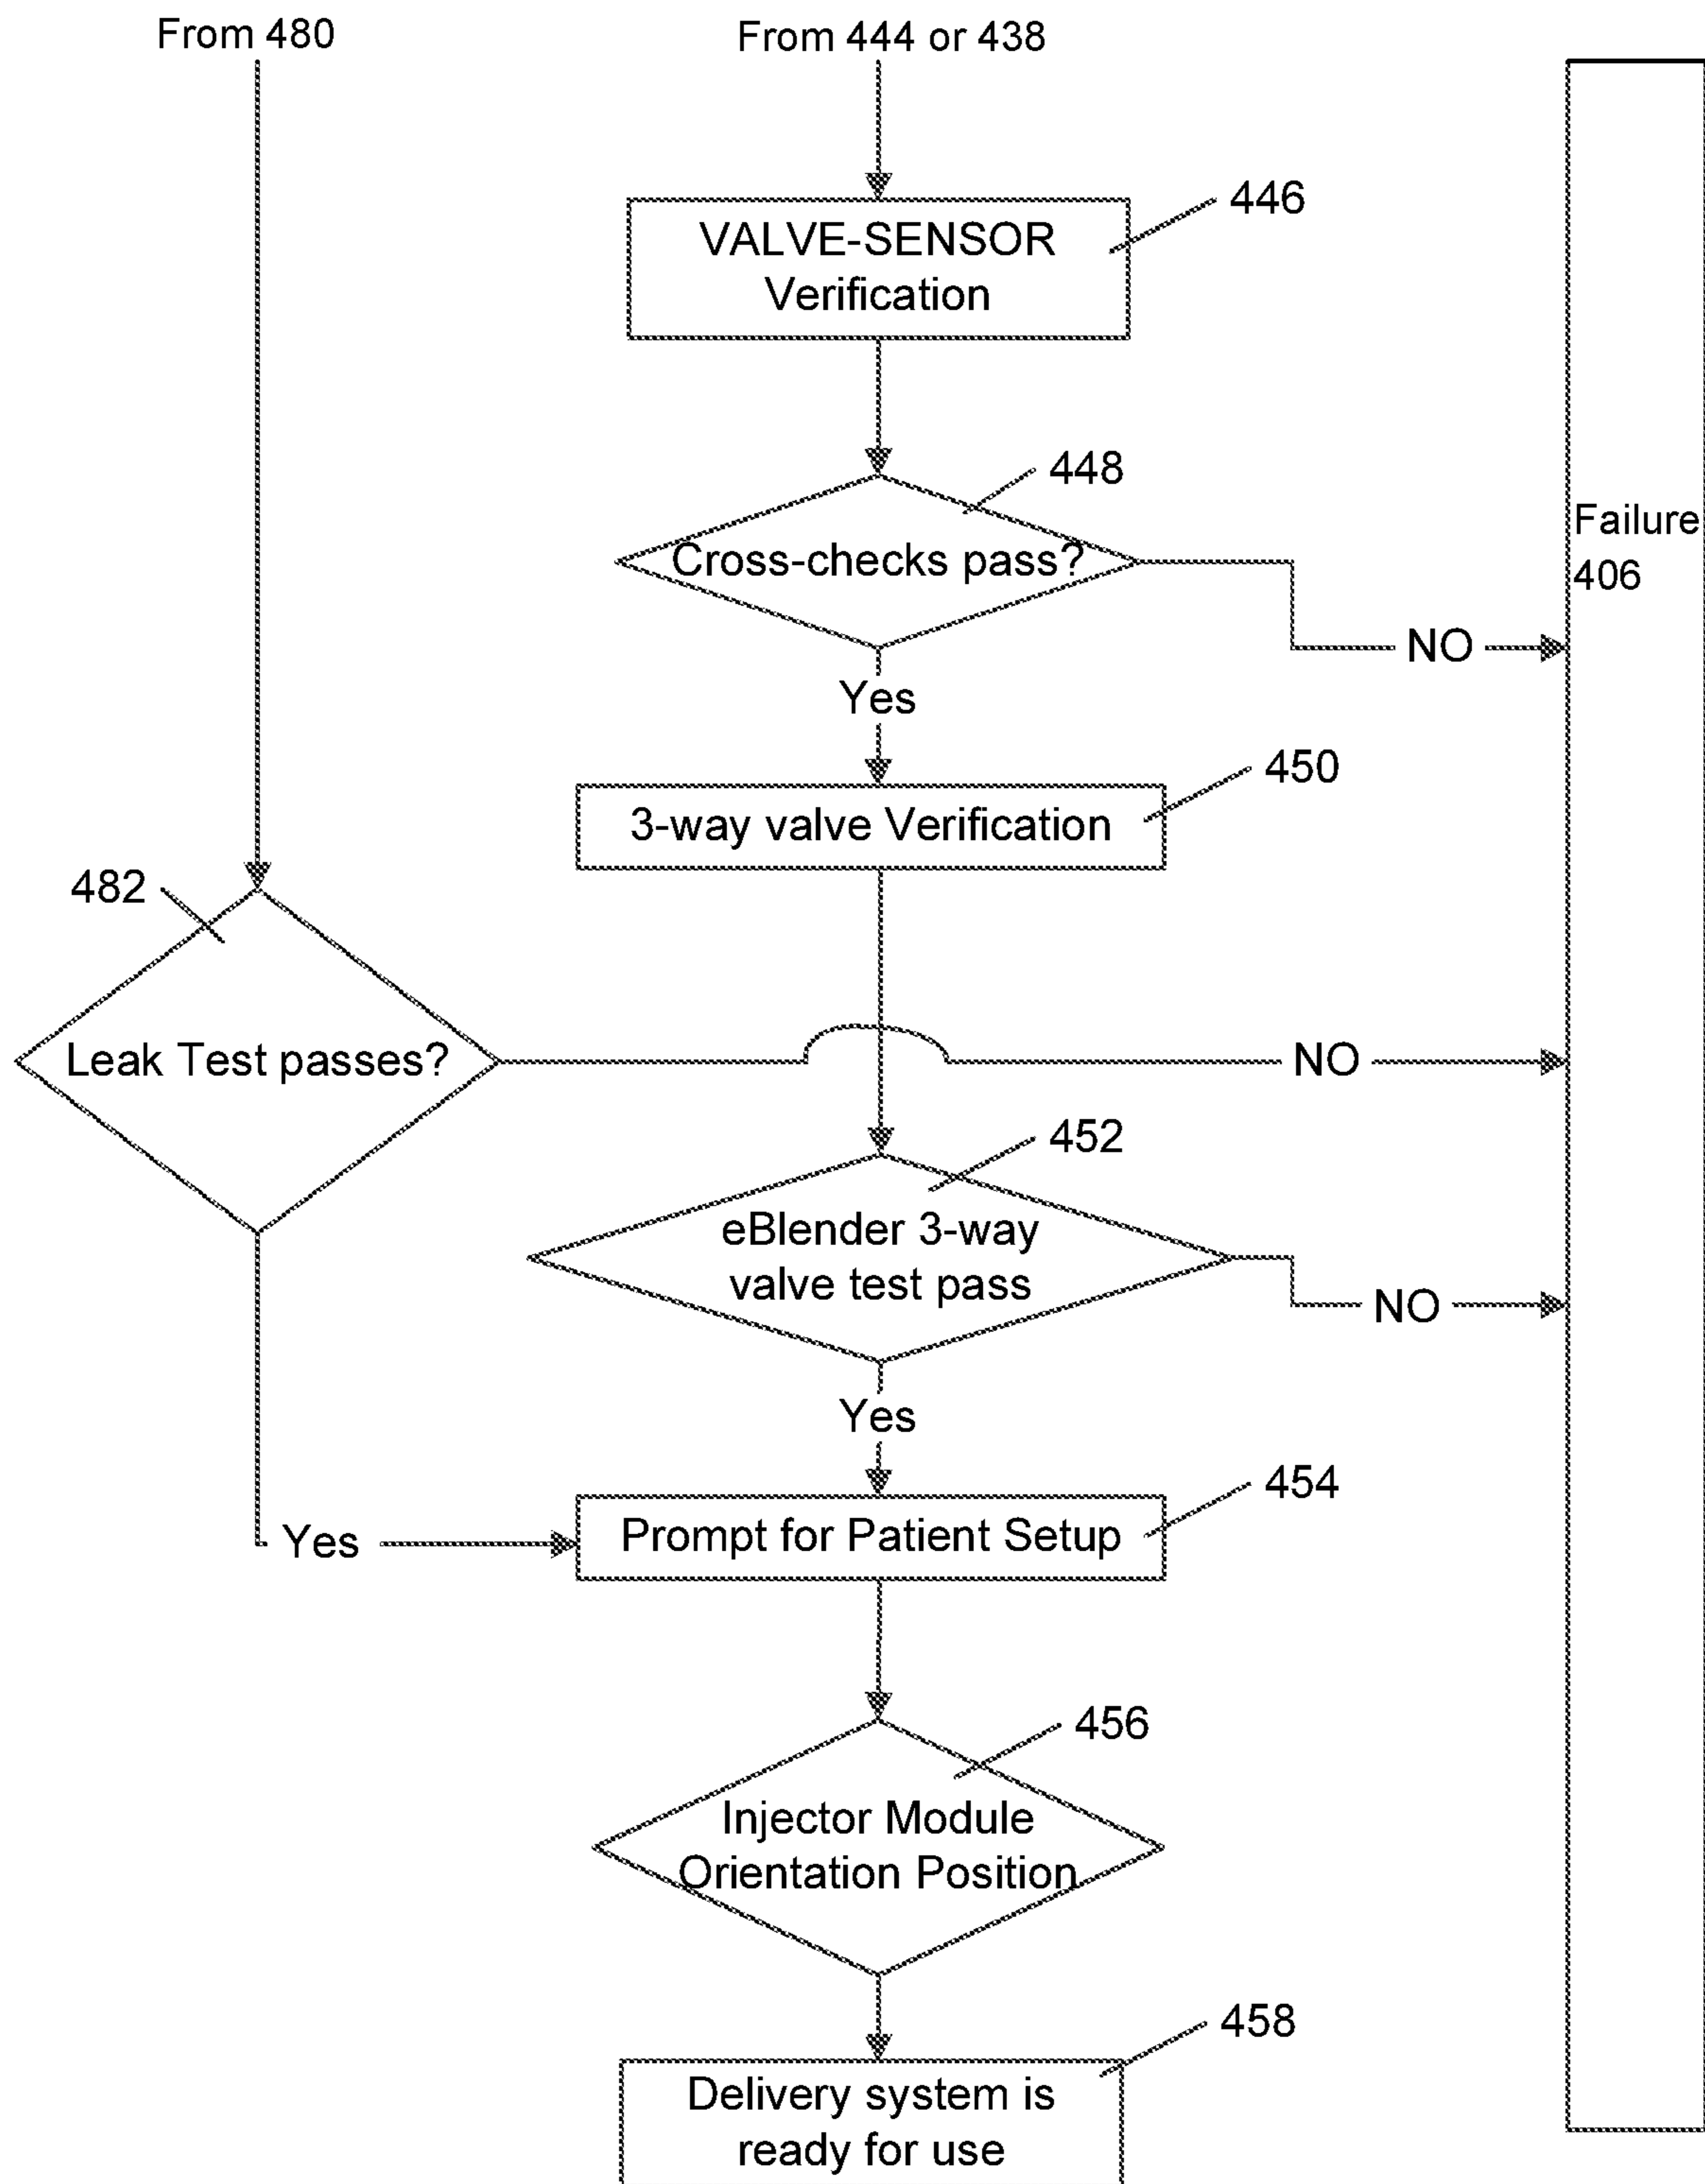 From 480
From 444 or 438
446
VALVE-SENSOR
Verification
448
Cross-checks pass?
Failure
406
NO
Yes
450
3-way valve Verification
482
Leak Test passes?
NO
452
eBlender 3-way
valve test pass
NO
Yes
454
Prompt for Patient Setup
Yes
456
Injector Module
Orientation Position
458
Delivery system is
ready for use